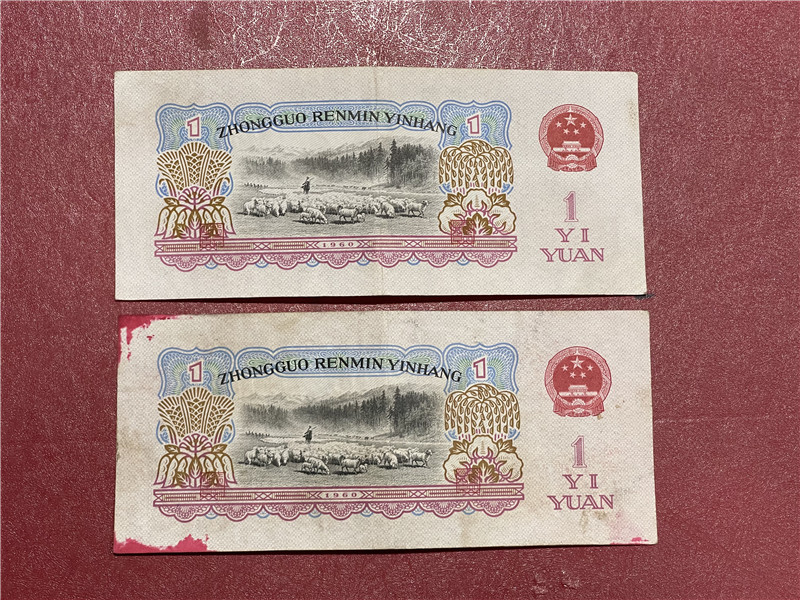 1 ZHONGGUO RENMIN YINHANG 1
1960
1
YI
YUAN
1 ZHONGGUO RENMIN YINHANG 1
1960
1
YI
YUAN